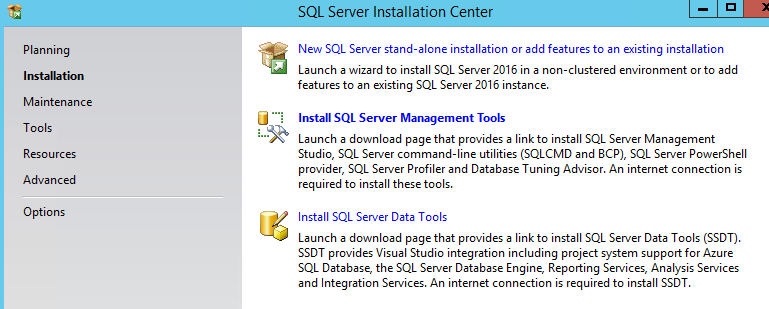 SQL Server Installation Center
Planning
Installation
Maintenance
Tools
Resources
Advanced
Options
New SQL Server stand-alone installation or add features to an existing installation
Launch a wizard to install SQL Server 2016 in a non-clustered environment or to add
features to an existing SQL Server 2016 instance.
Install SQL Server Management Tools
Launch a download page that provides a link to install SQL Server Management
Studio, SQL Server command-line utilities (SQLCMD and BCP), SQL Server PowerShell
provider, SQL Server Profiler and Database Tuning Advisor. An internet connection is
required to install these tools.
Install SQL Server Data Tools
Launch a download page that provides a link to install SQL Server Data Tools (SSDT).
SSDT provides Visual Studio integration including project system support for Azure
SQL Database, the SQL Server Database Engine, Reporting Services, Analysis Services
and Integration Services. An internet connection is required to install SSDT.